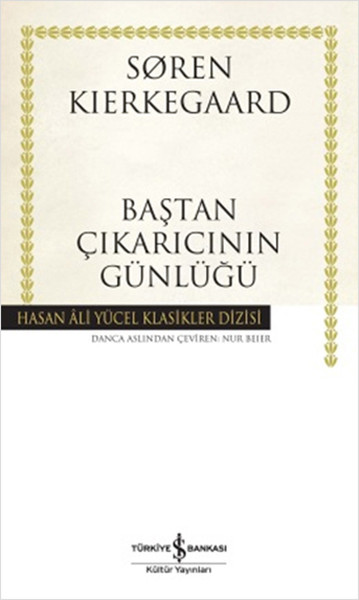 SØREN
KIERKEGAARD
BAŞTAN
ÇIKARICININ
GÜNLÜĞÜ
HASAN ÂLİ YÜCEL KLASİKLER DİZİSİ
DANCA ASLINDAN ÇEVİREN: NUR BEIER
TÜRKİYE İŞ BANKASI
Kültür Yayınları